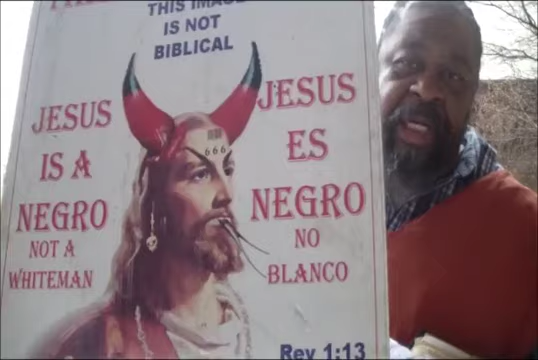 THIS IMAGE
IS NOT
BIBLICAL
666
JESUS
IS A
NEGRO
NOT A
WHITEMAN
JESUS
ES
NEGRO
NO
BLANCO
Rev 1:13